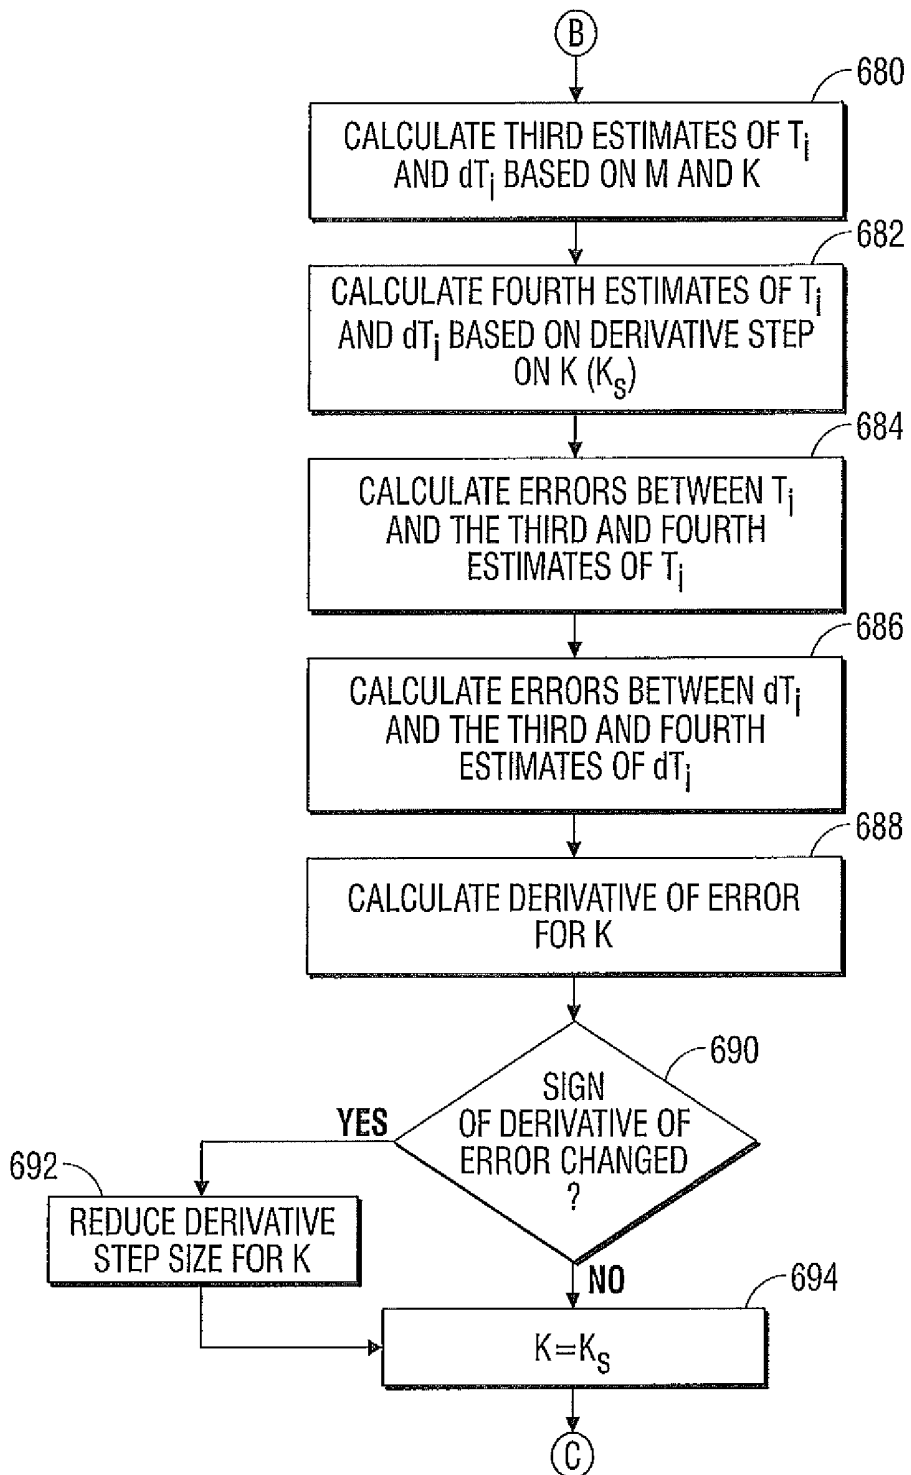 B
680
CALCULATE THIRD ESTIMATES OF Ti
AND dTi BASED ON M AND K
682
CALCULATE FOURTH ESTIMATES OF Ti
AND dTi BASED ON DERIVATIVE STEP
ON K (KS)
684
CALCULATE ERRORS BETWEEN Ti
AND THE THIRD AND FOURTH
ESTIMATES OF Ti
686
CALCULATE ERRORS BETWEEN dTi
AND THE THIRD AND FOURTH
ESTIMATES OF dTi
688
CALCULATE DERIVATIVE OF ERROR
FOR K
690
SIGN
OF DERIVATIVE OF
ERROR CHANGED
?
YES
692
REDUCE DERIVATIVE
STEP SIZE FOR K
NO
694
K=KS
C